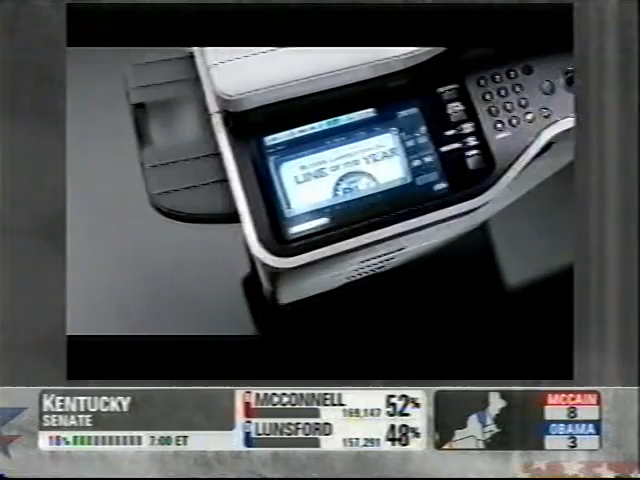 LINE OF THE YEAR
KENTUCKY
SENATE
7:00 ET
R MCCONNELL 52%
169,147
D LUNSFORD 48%
157,291
MCCAIN
8
OBAMA
3